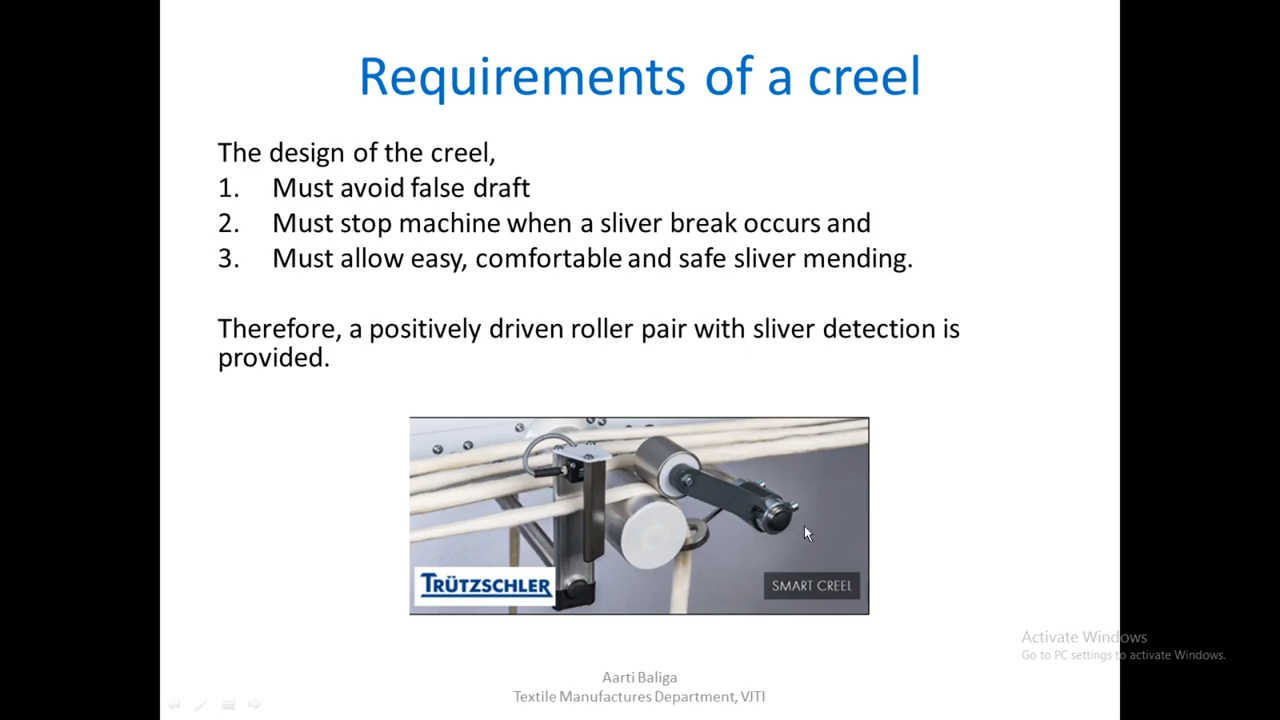 Requirements of a creel
The design of the creel,
1. Must avoid false draft
2. Must stop machine when a sliver break occurs and
3. Must allow easy, comfortable and safe sliver mending.
Therefore, a positively driven roller pair with sliver detection is
provided.
TRÜTZSCHLER
SMART CREEL
Activate Windows
Go to PC settings to activate Windows.
Aarti Baliga
Textile Manufactures Department, VJTI